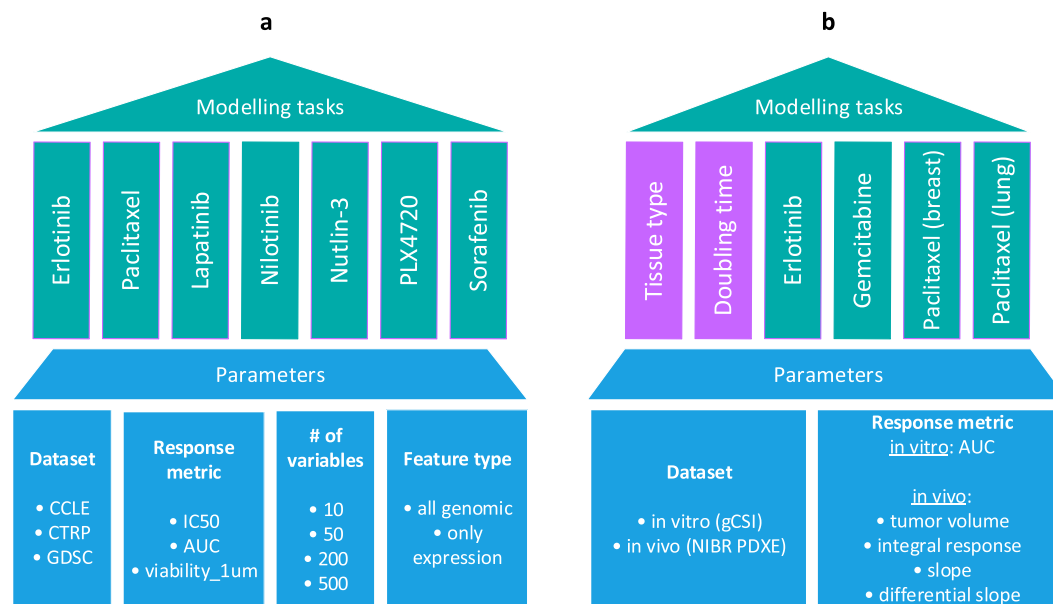 a
Modelling tasks
Erlotinib
Paclitaxel
Lapatinib
Nilotinib
Nutlin-3
PLX4720
Sorafenib
Parameters
Dataset
• CCLE
• CTRP
• GDSC
Response
metric
• IC50
• AUC
• viability_1um
# of
variables
• 10
• 50
• 200
• 500
Feature type
• all genomic
• only
expression
b
Modelling tasks
Tissue type
Doubling time
Erlotinib
Gemcitabine
Paclitaxel (breast)
Paclitaxel (lung)
Parameters
Dataset
• in vitro (gCSI)
• in vivo (NIBR PDXE)
Response metric
in vitro: AUC
in vivo:
• tumor volume
• integral response
• slope
• differential slope